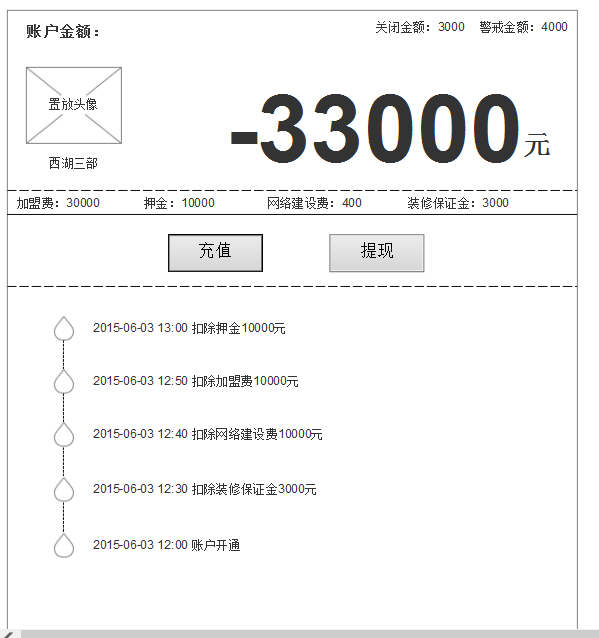 账户金额：
关闭金额：3000 警戒金额：4000
置放头像
-33000元
西湖三部
加盟费：30000 押金：10000 网络建设费：400 装修保证金：3000
充值 提现
2015-06-03 13:00 扣除押金10000元
2015-06-03 12:50 扣除加盟费10000元
2015-06-03 12:40 扣除网络建设费10000元
2015-06-03 12:30 扣除装修保证金3000元
2015-06-03 12:00 账户开通